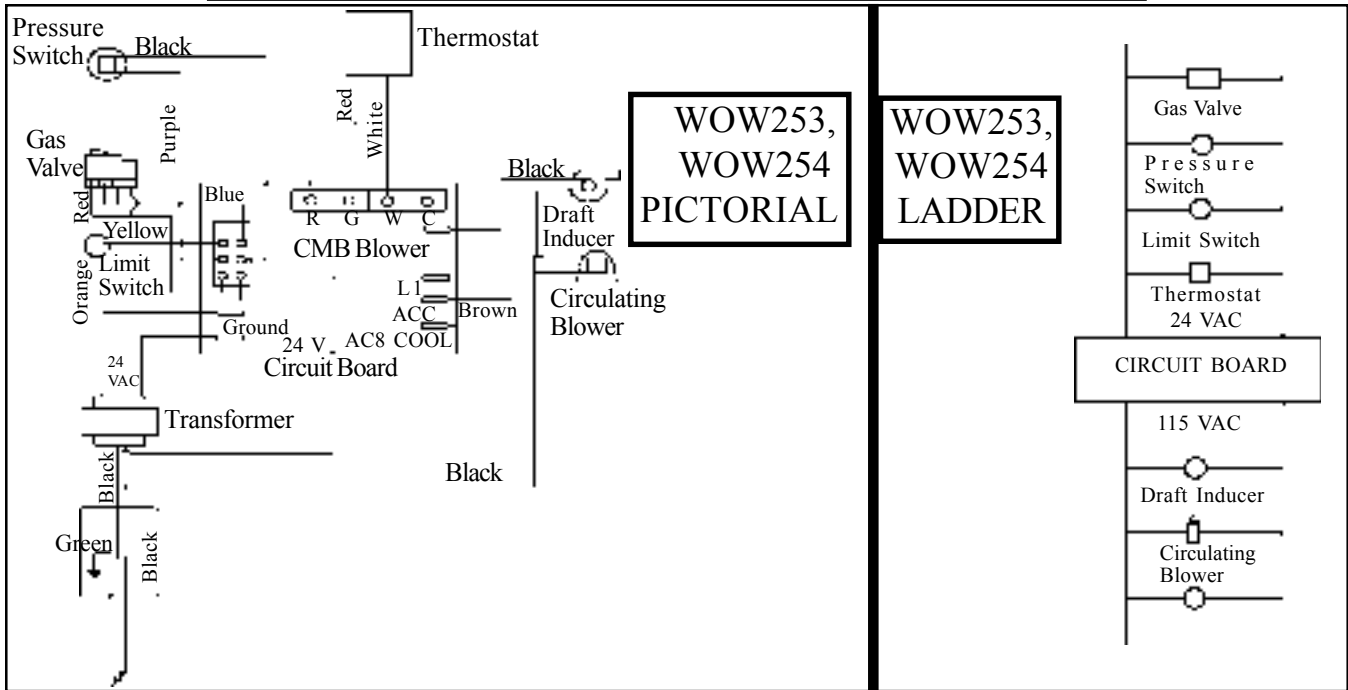 Pressure
Switch
Black
Thermostat
Red
White
Purple
Gas
Valve
Red
Blue
Yellow
Limit
Switch
Orange
R G W C
CMB Blower
L1
ACC
AC8 COOL
Brown
Ground
24 V
Circuit Board
Black
Draft
Inducer
Circulating
Blower
Black
24
VAC
Transformer
Black
Green
Black
WOW253,
WOW254
PICTORIAL
WOW253,
WOW254
LADDER
Gas Valve
Pressure
Switch
Limit Switch
Thermostat
24 VAC
CIRCUIT BOARD
115 VAC
Draft Inducer
Circulating
Blower